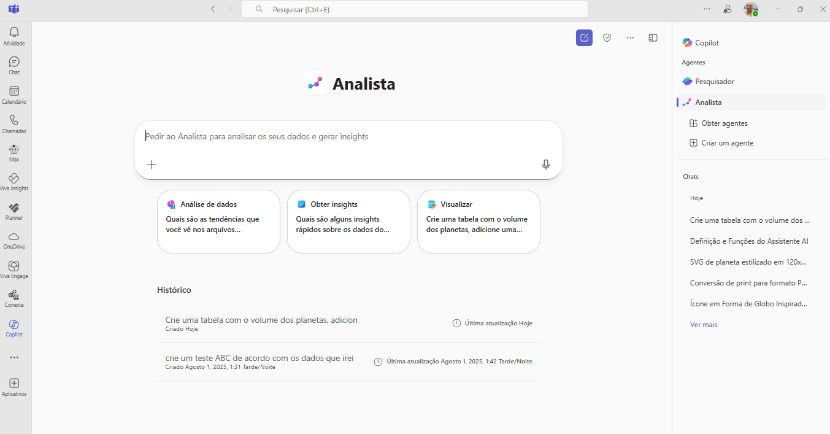 Pesquisar (Ctrl+E)
Atividade
Chat
Calendário
Chamadas
Mais
Viva Insights
Planner
OneDrive
Viva Engage
Conecta
Copilot
Aplicativos
Analista
Pedir ao Analista para analisar os seus dados e gerar insights
Análise de dados
Quais são as tendências que
você vê nos arquivos...
Obter insights
Quais são alguns insights
rápidos sobre os dados do...
Visualizar
Crie uma tabela com o volume
dos planetas, adicione uma...
Histórico
Crie uma tabela com o volume dos planetas, adicion
Criado Hoje
Última atualização Hoje
crie um teste ABC de acordo com os dados que irei
Criado Agosto 1, 2025, 1:31 Tarde/Noite
Última atualização Agosto 1, 2025, 1:42 Tarde/Noite
Copilot
Agentes
Pesquisador
Analista
Obter agentes
Criar um agente
Chats
Hoje
Crie uma tabela com o volume dos ...
Definição e Funções do Assistente AI
SVG de planeta estilizado em 120x...
Conversão de print para formato P...
Ícone em Forma de Globo Inspirad...
Ver mais